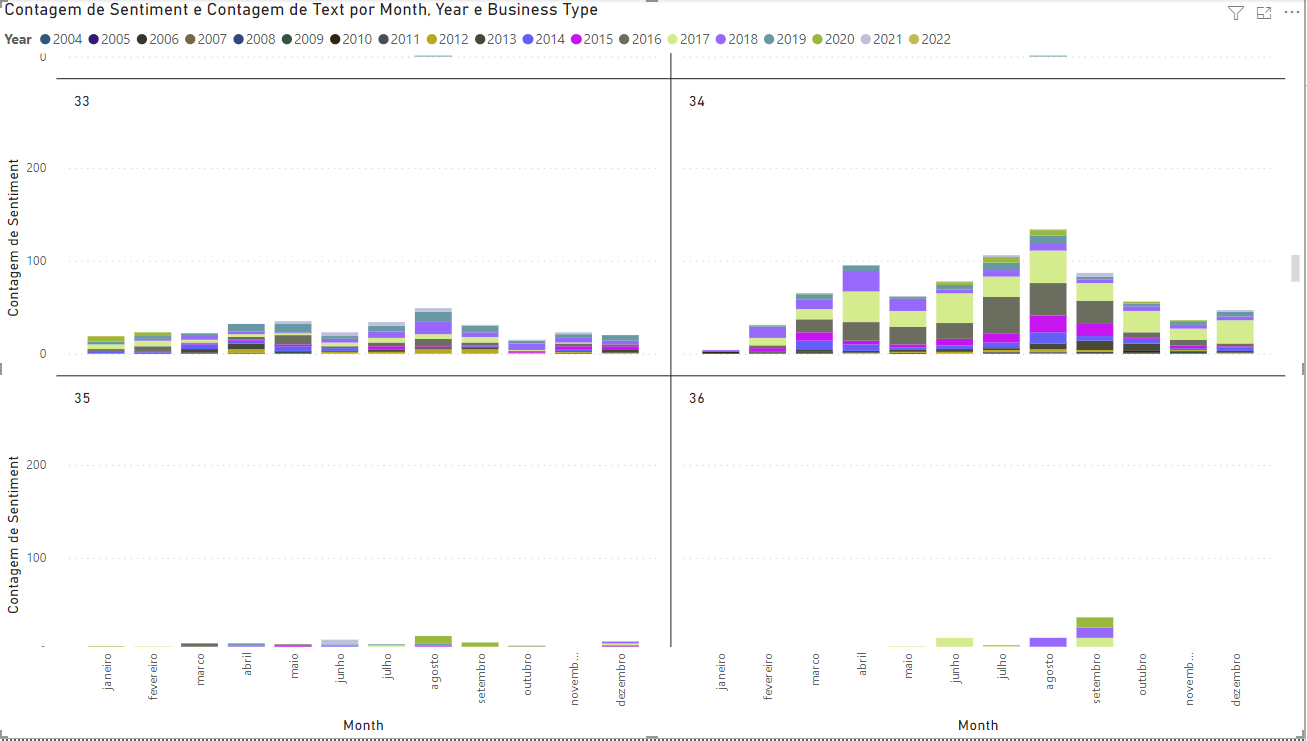 Contagem de Sentiment e Contagem de Text por Month, Year e Business Type
Year 2004 2005 2006 2007 2008 2009 2010 2011 2012 2013 2014 2015 2016 2017 2018 2019 2020 2021 2022
0
33
34
Contagem de Sentiment
200
100
0
35
36
Contagem de Sentiment
200
100
janeiro fevereiro marco abril maio junho julho agosto setembro outubro novemb... dezembro
janeiro fevereiro marco abril maio junho julho agosto setembro outubro novemb... dezembro
Month
Month